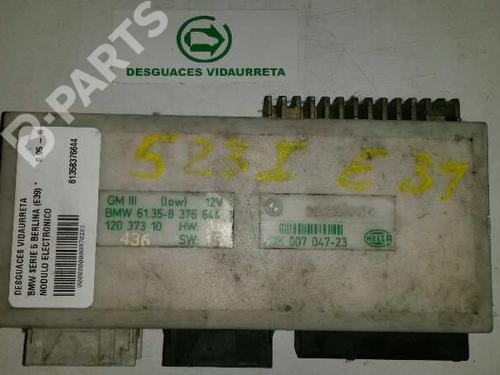 B-PARTS
DESGUACES VIDAURRETA
523I E39
GM III (low) 12V
BMW 61.35-8 376 644
120 373 10 HW:
436 SW:
007 047-23
HELLA
DESGUACES VIDAURRETA
BMW SERIE 5 BERLINA (E39) *
MODULO ELECTRONICO
61358376644